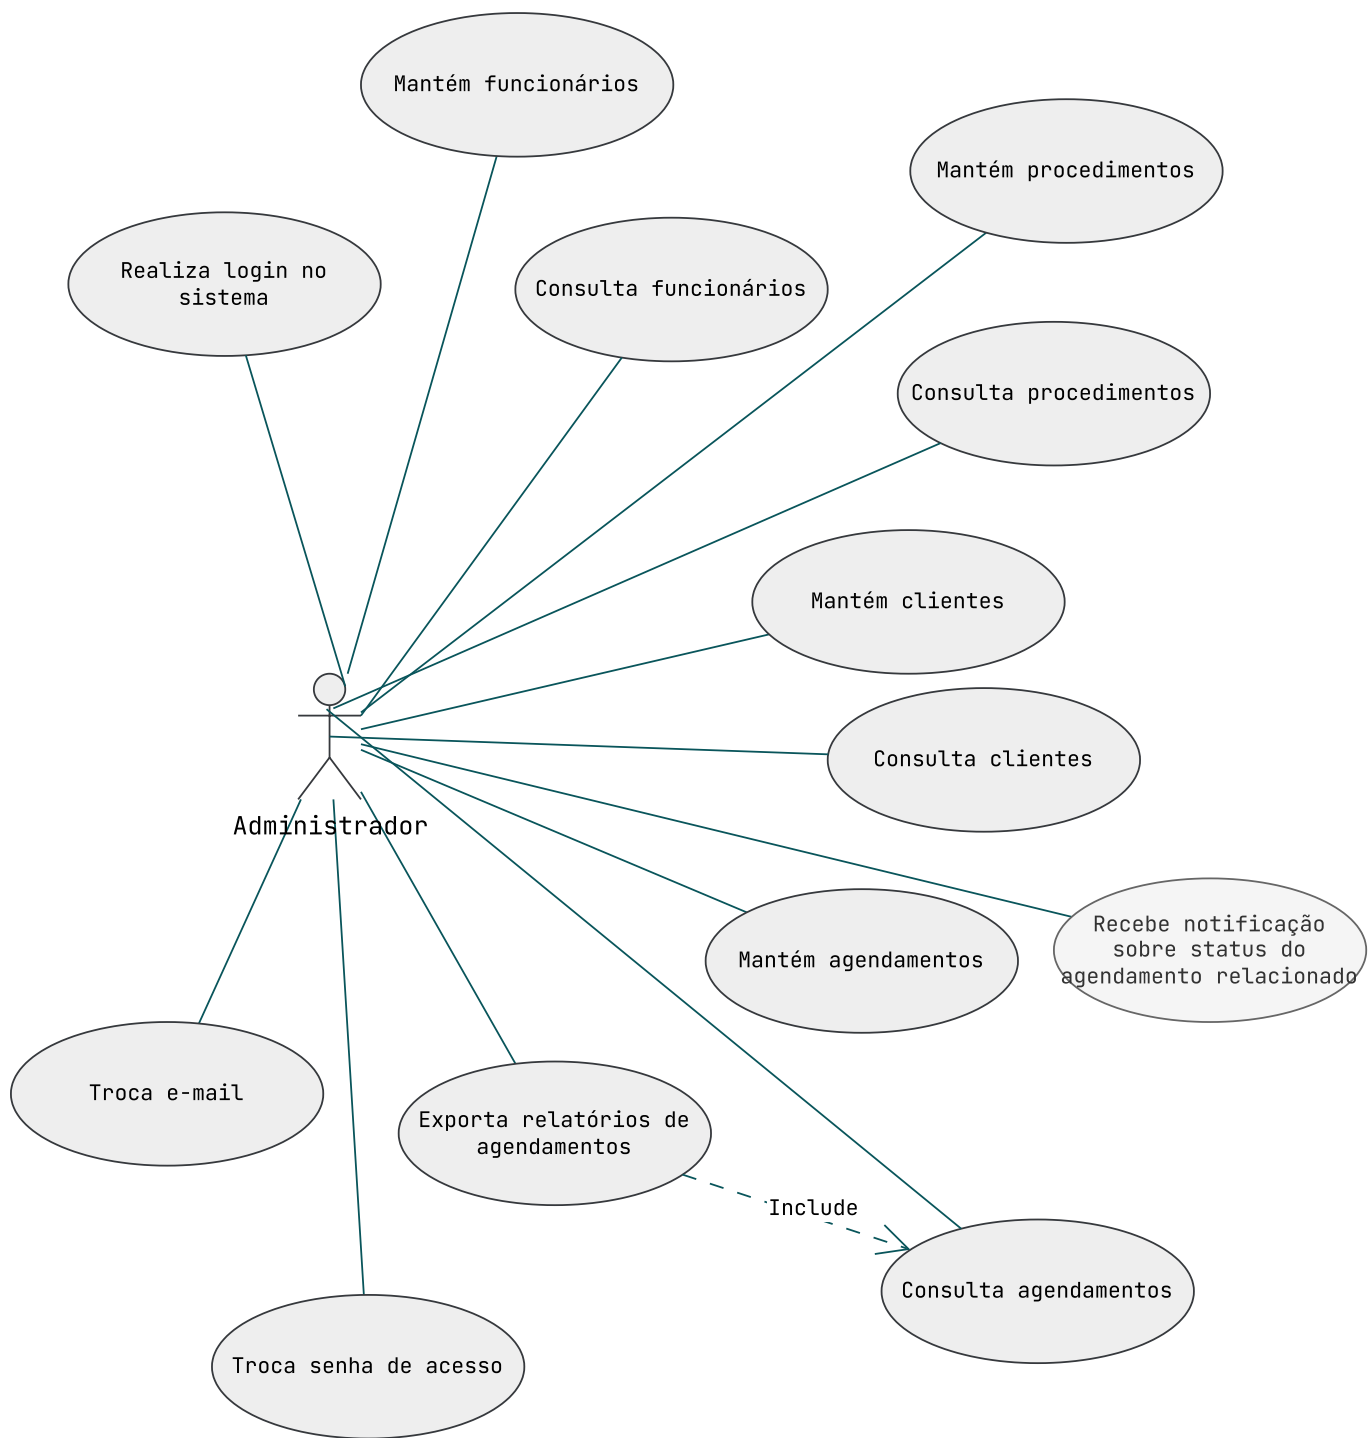 Mantém funcionários
Mantém procedimentos
Realiza login no
sistema
Consulta funcionários
Consulta procedimentos
Mantém clientes
Consulta clientes
Administrador
Recebe notificação
sobre status do
agendamento relacionado
Mantém agendamentos
Troca e-mail
Exporta relatórios de
agendamentos
Include
Consulta agendamentos
Troca senha de acesso